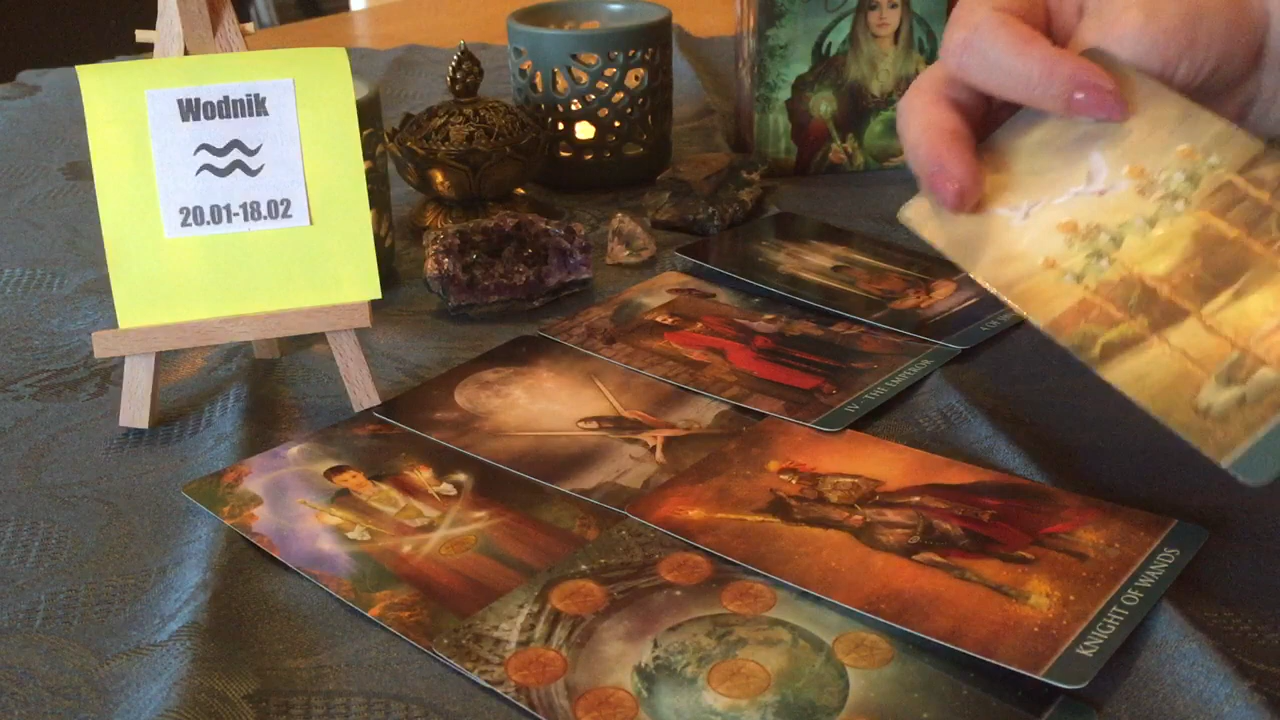 Wodnik
20.01-18.02
IV - THE EMPEROR
KNIGHT OF WANDS